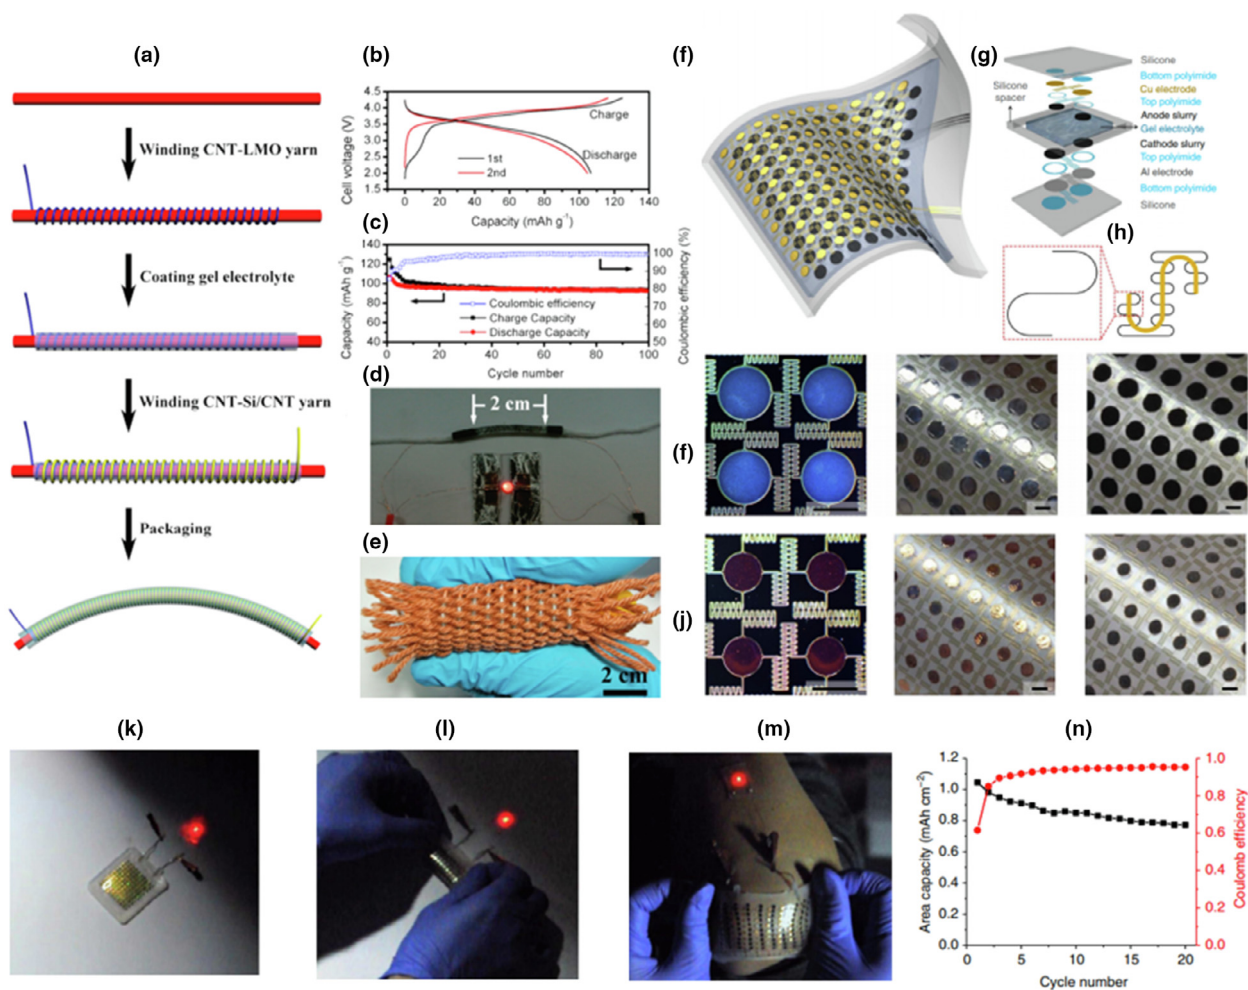 (a)
Winding CNT-LMO yarn
Coating gel electrolyte
Winding CNT-Si/CNT yarn
Packaging
(b)
Cell voltage (V)
4.5
4.0
3.5
3.0
2.5
2.0
1.5
Charge
Discharge
1st
2nd
0 20 40 60 80 100 120 140
Capacity (mAh g⁻¹)
(c)
Capacity (mAh g⁻¹)
140
120
100
80
60
40
Coulombic efficiency
Charge Capacity
Discharge Capacity
100
90
80
70
60
50
Coulombic efficiency (%)
0 20 40 60 80 100
Cycle number
(d)
2 cm
(e)
2 cm
(f)
(g)
Silicone
Bottom polyimide
Cu electrode
Top polyimide
Anode slurry
Gel electrolyte
Cathode slurry
Top polyimide
Al electrode
Bottom polyimide
Silicone
Silicone
spacer
(h)
(f)
(j)
(k)
(l)
(m)
(n)
Area capacity (mAh cm⁻²)
1.2
1.0
0.8
0.6
0.4
0.2
0.0
1.0
0.8
0.6
0.4
0.2
0.0
Coulomb efficiency
0 5 10 15 20
Cycle number